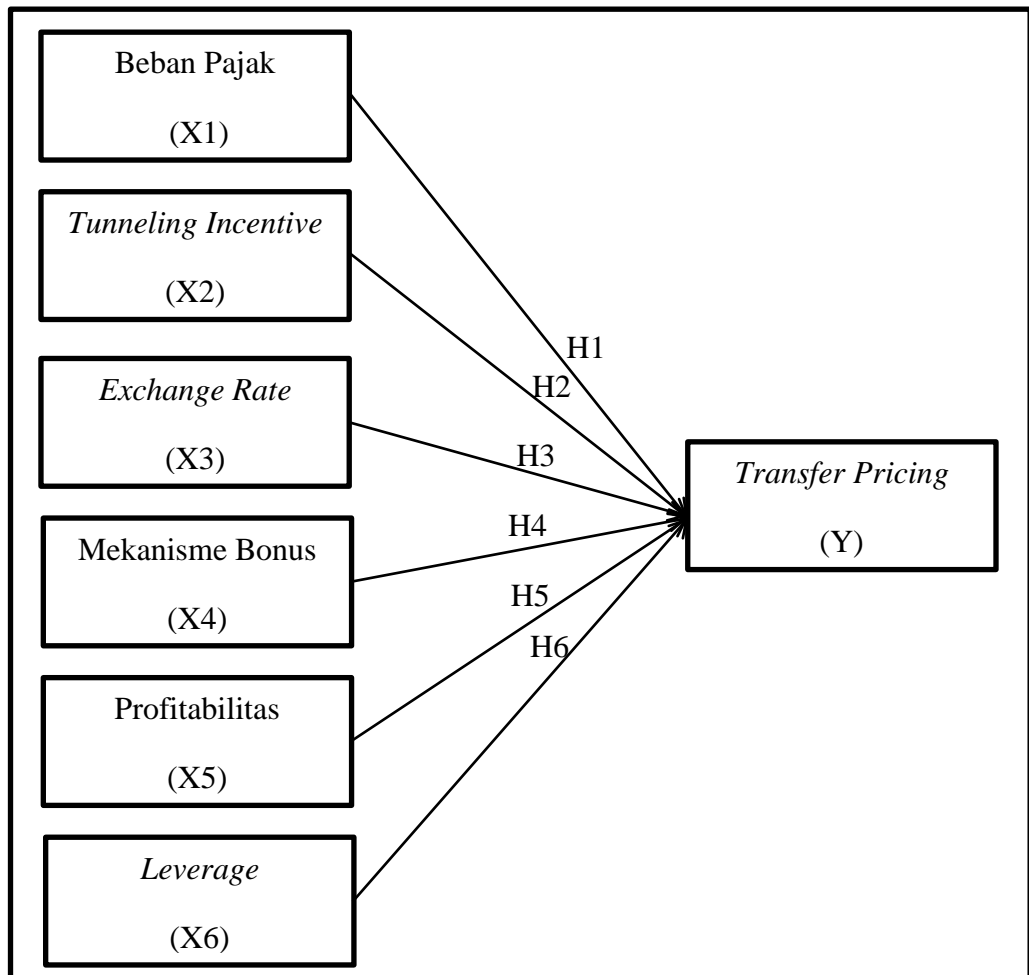 Beban Pajak
(X1)
Tunneling Incentive
(X2)
Exchange Rate
(X3)
Mekanisme Bonus
(X4)
Profitabilitas
(X5)
Leverage
(X6)
H1
H2
H3
H4
H5
H6
Transfer Pricing
(Y)